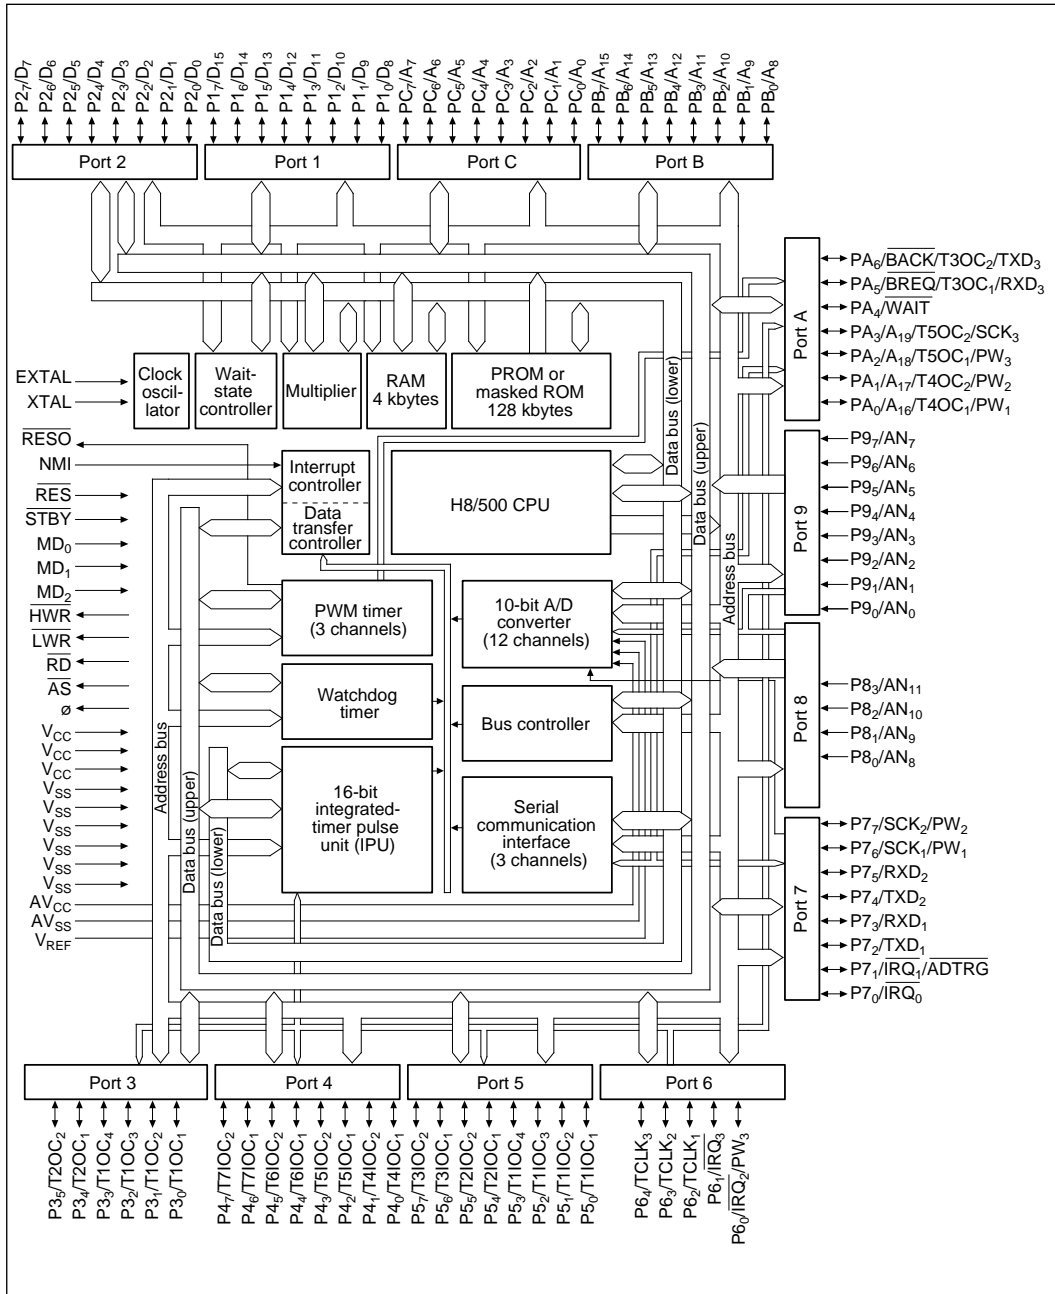 P2₇/D₇
P2₆/D₆
P2₅/D₅
P2₄/D₄
P2₃/D₃
P2₂/D₂
P2₁/D₁
P2₀/D₀
P1₇/D₁₅
P1₆/D₁₄
P1₅/D₁₃
P1₄/D₁₂
P1₃/D₁₁
P1₂/D₁₀
P1₁/D₉
P1₀/D₈
PC₇/A₇
PC₆/A₆
PC₅/A₅
PC₄/A₄
PC₃/A₃
PC₂/A₂
PC₁/A₁
PC₀/A₀
PB₇/A₁₅
PB₆/A₁₄
PB₅/A₁₃
PB₄/A₁₂
PB₃/A₁₁
PB₂/A₁₀
PB₁/A₉
PB₀/A₈
Port 2
Port 1
Port C
Port B
EXTAL
XTAL
RESO
NMI
RES
STBY
MD₀
MD₁
MD₂
HWR
LWR
RD
AS
ø
V_CC
V_CC
V_CC
V_SS
V_SS
V_SS
V_SS
V_SS
V_SS
AV_CC
AV_SS
V_REF
Clock
oscil-
lator
Wait-
state
controller
Multiplier
RAM
4 kbytes
PROM or
masked ROM
128 kbytes
Interrupt
controller
Data
transfer
controller
H8/500 CPU
PWM timer
(3 channels)
10-bit A/D
converter
(12 channels)
Watchdog
timer
Bus controller
16-bit
integrated-
timer pulse
unit (IPU)
Serial
communication
interface
(3 channels)
Address bus
Data bus (upper)
Data bus (lower)
Data bus (lower)
Data bus (upper)
Address bus
Port A
PA₆/BACK/T3OC₂/TXD₃
PA₅/BREQ/T3OC₁/RXD₃
PA₄/WAIT
PA₃/A₁₉/T5OC₂/SCK₃
PA₂/A₁₈/T5OC₁/PW₃
PA₁/A₁₇/T4OC₂/PW₂
PA₀/A₁₆/T4OC₁/PW₁
Port 9
P9₇/AN₇
P9₆/AN₆
P9₅/AN₅
P9₄/AN₄
P9₃/AN₃
P9₂/AN₂
P9₁/AN₁
P9₀/AN₀
Port 8
P8₃/AN₁₁
P8₂/AN₁₀
P8₁/AN₉
P8₀/AN₈
Port 7
P7₇/SCK₂/PW₂
P7₆/SCK₁/PW₁
P7₅/RXD₂
P7₄/TXD₂
P7₃/RXD₁
P7₂/TXD₁
P7₁/IRQ₁/ADTRG
P7₀/IRQ₀
Port 3
Port 4
Port 5
Port 6
P3₅/T2OC₂
P3₄/T2OC₁
P3₃/T1OC₄
P3₂/T1OC₃
P3₁/T1OC₂
P3₀/T1OC₁
P4₇/T7IOC₂
P4₆/T7IOC₁
P4₅/T6IOC₂
P4₄/T6IOC₁
P4₃/T5IOC₂
P4₂/T5IOC₁
P4₁/T4IOC₂
P4₀/T4IOC₁
P5₇/T3IOC₂
P5₆/T3IOC₁
P5₅/T2IOC₂
P5₄/T2IOC₁
P5₃/T1IOC₄
P5₂/T1IOC₃
P5₁/T1IOC₂
P5₀/T1IOC₁
P6₄/TCLK₃
P6₃/TCLK₂
P6₂/TCLK₁
P6₁/IRQ₃
P6₀/IRQ₂/PW₃